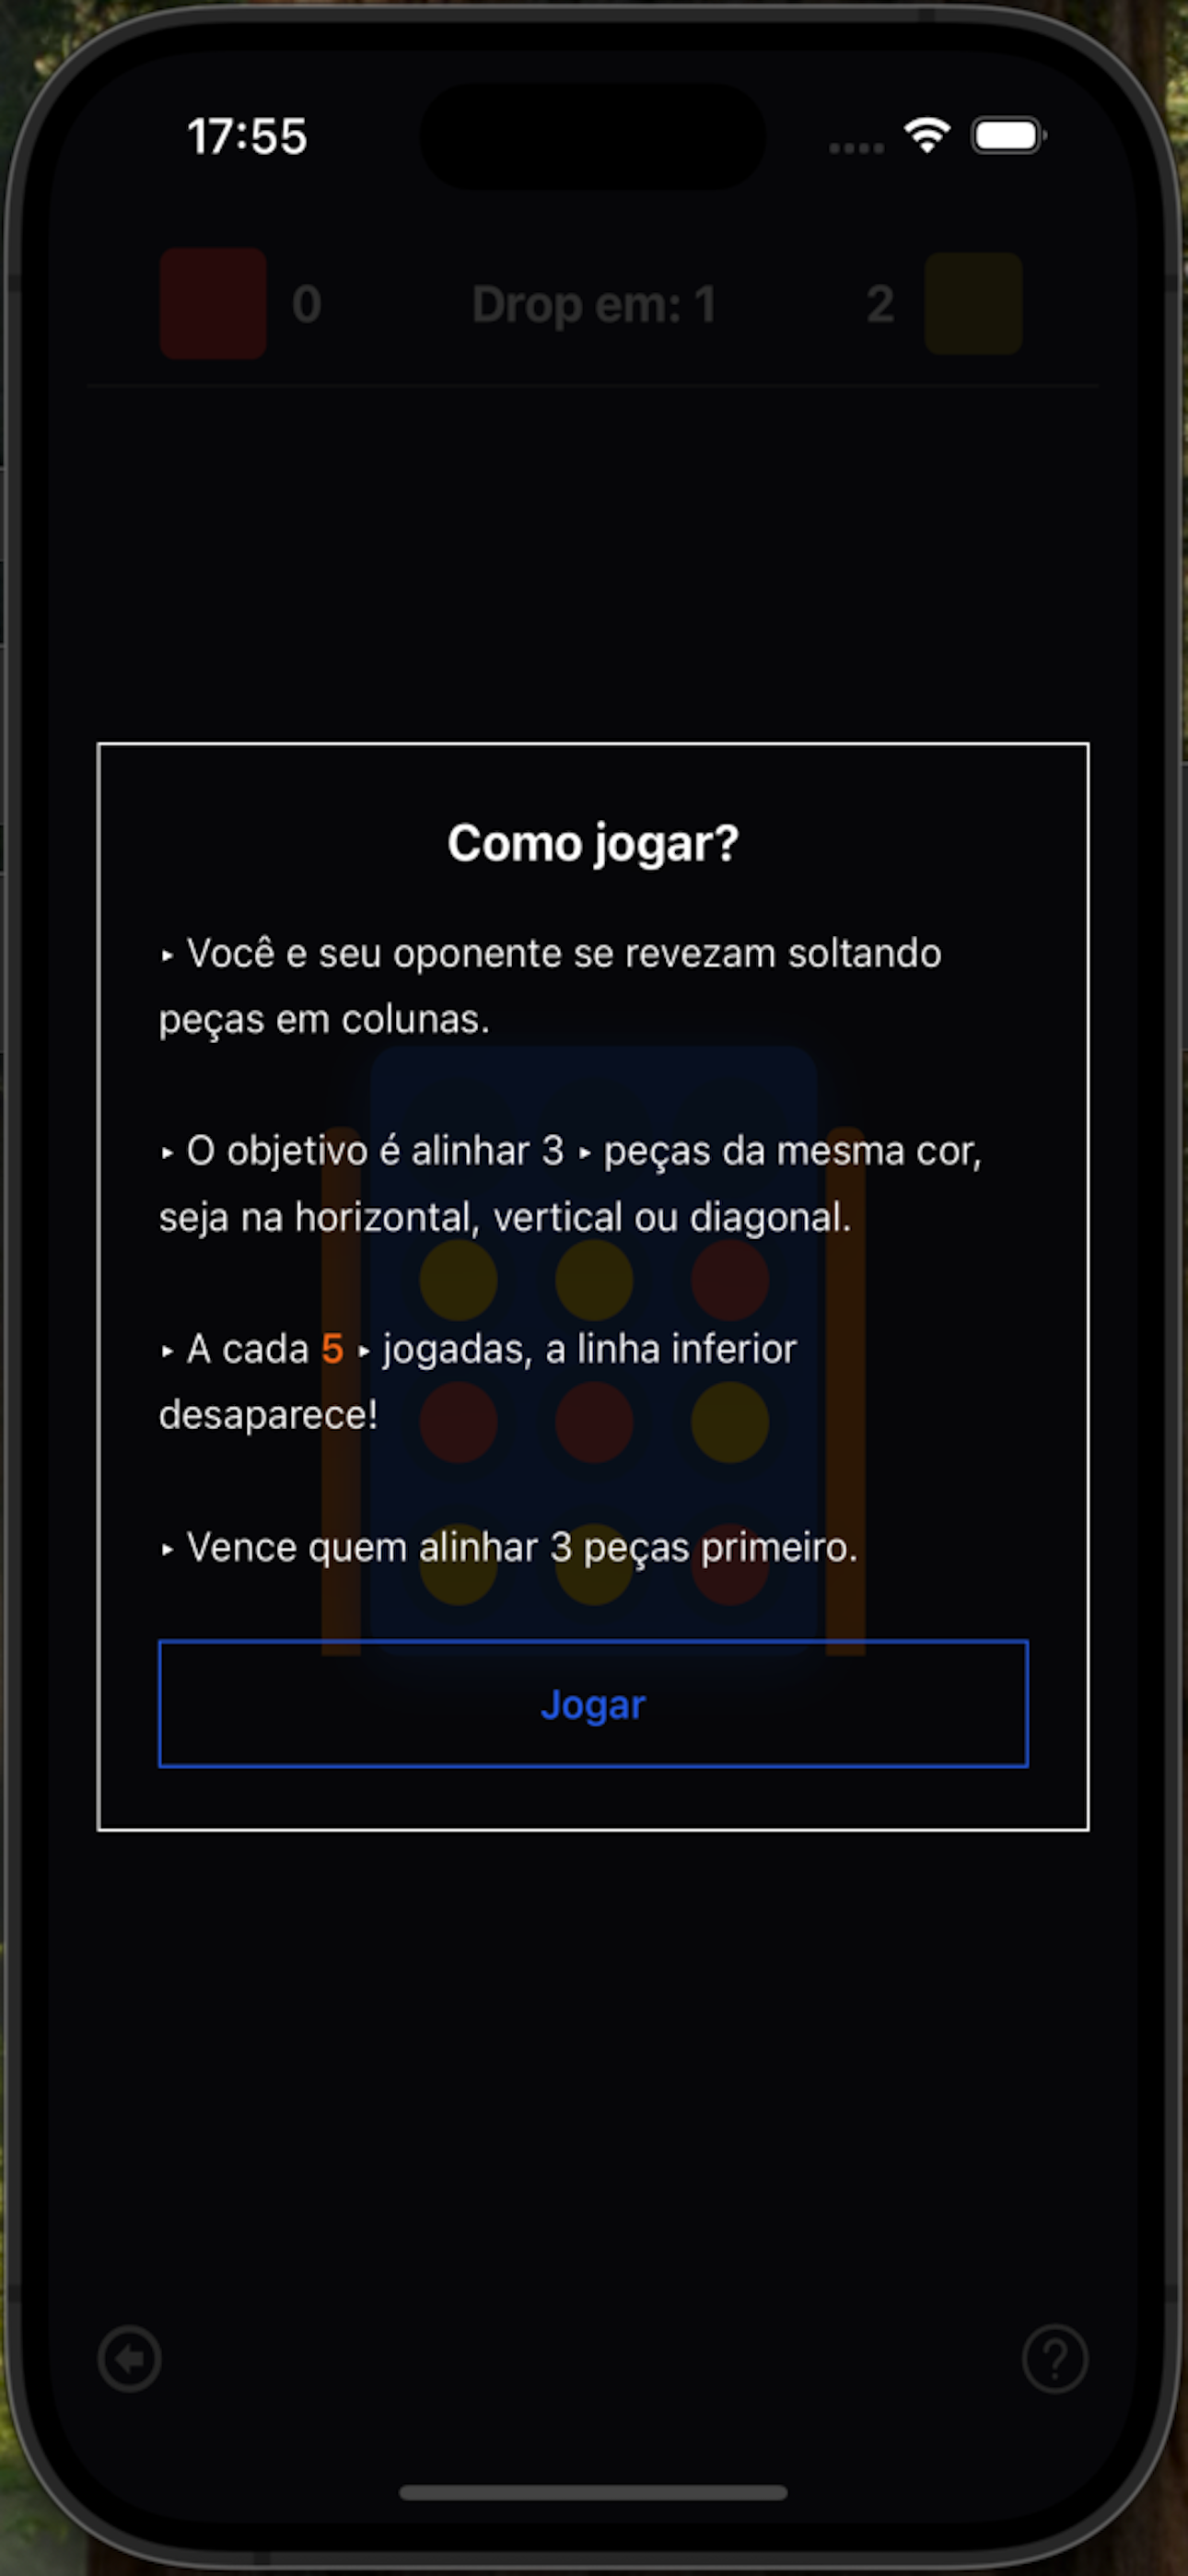 17:55
0 Drop em: 1 2
Como jogar?
‣ Você e seu oponente se revezam soltando
peças em colunas.
‣ O objetivo é alinhar 3 ‣ peças da mesma cor,
seja na horizontal, vertical ou diagonal.
‣ A cada 5 ‣ jogadas, a linha inferior
desaparece!
‣ Vence quem alinhar 3 peças primeiro.
Jogar
?